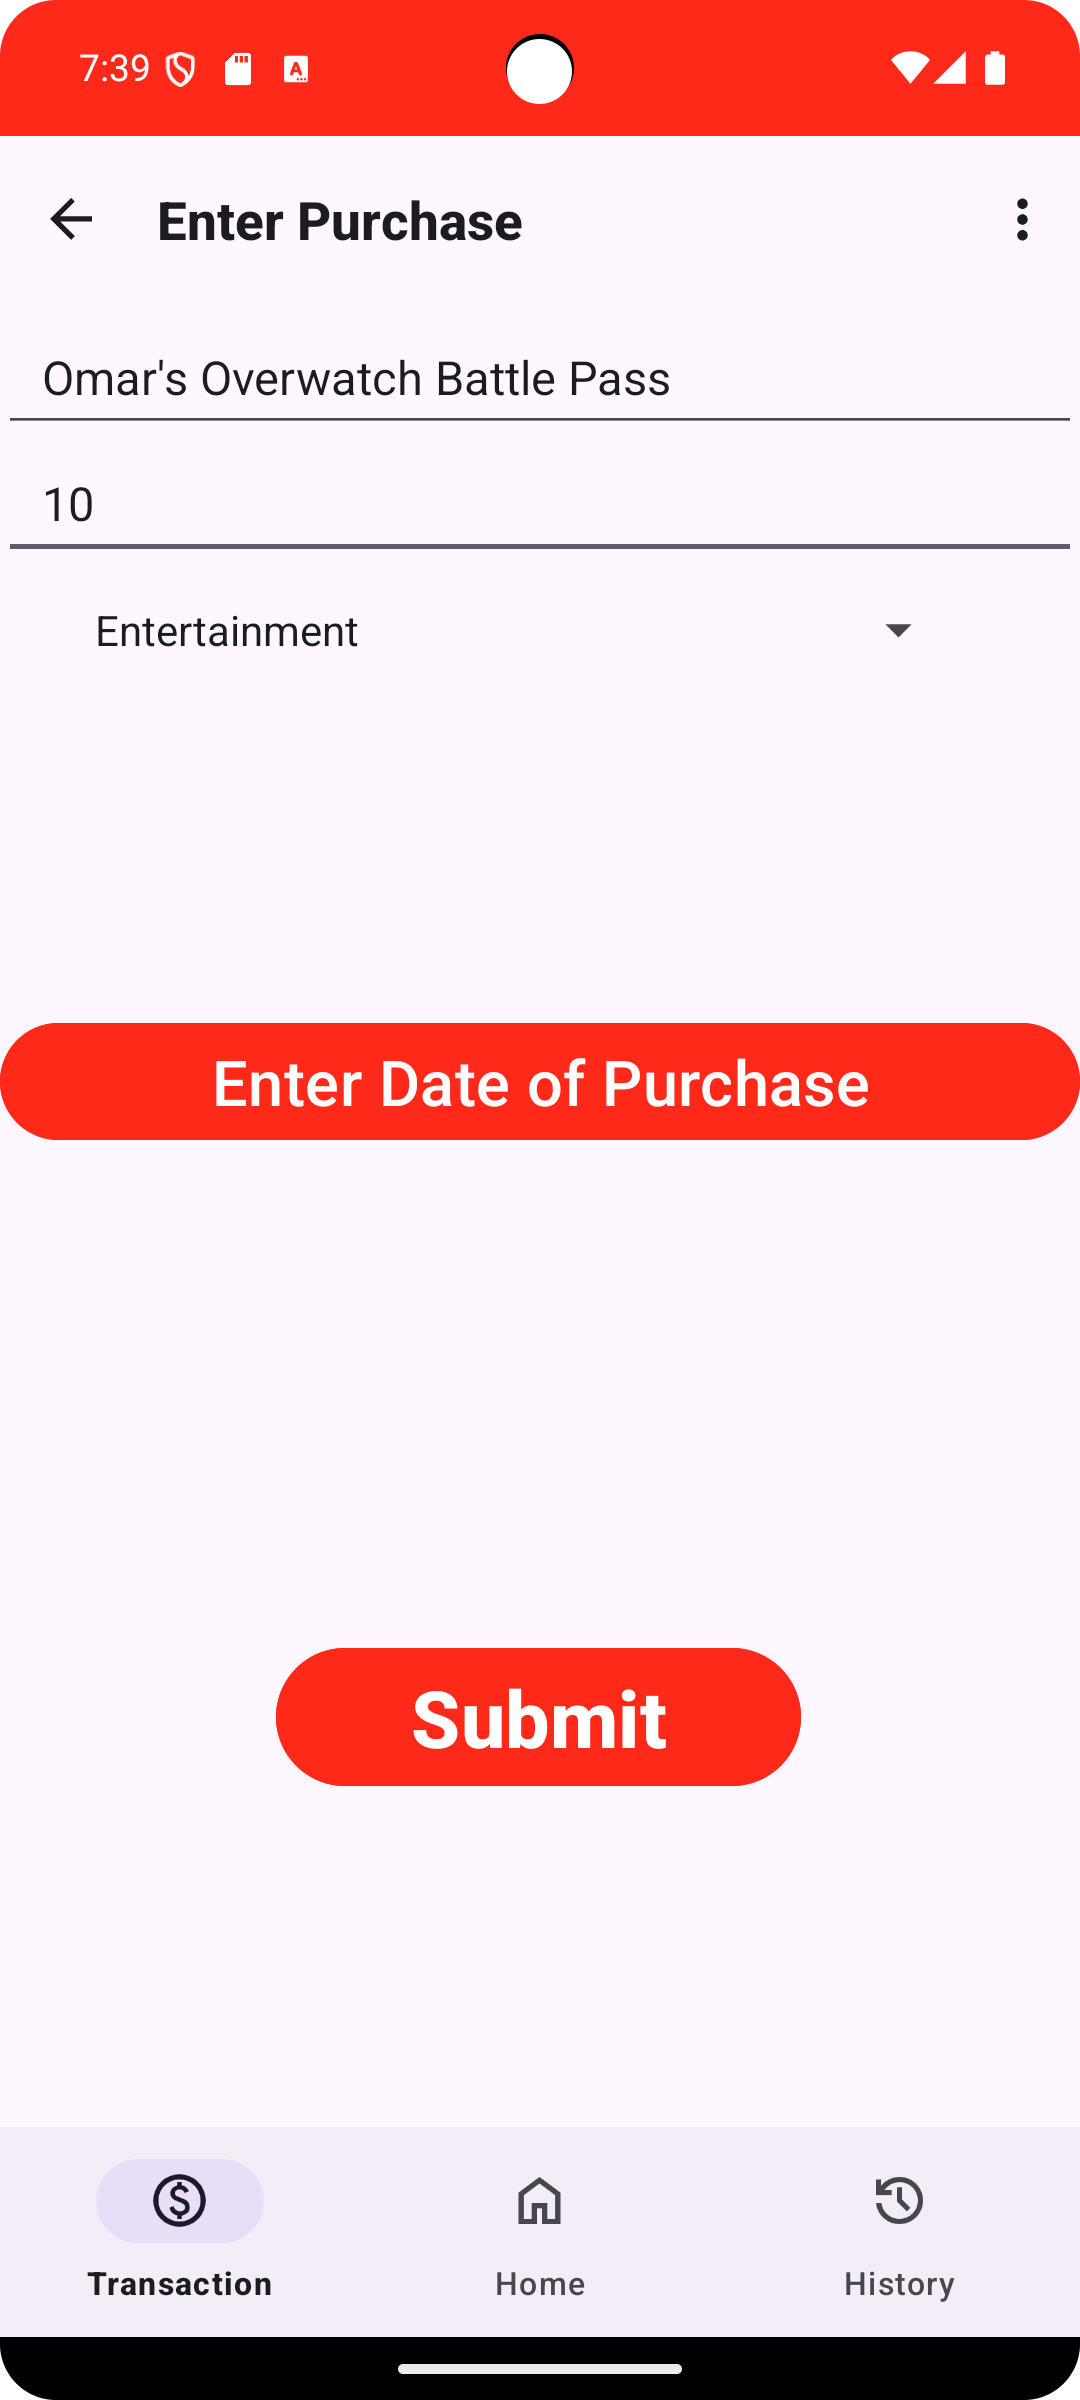 7:39
Enter Purchase
Omar's Overwatch Battle Pass
10
Entertainment
Enter Date of Purchase
Submit
Transaction
Home
History